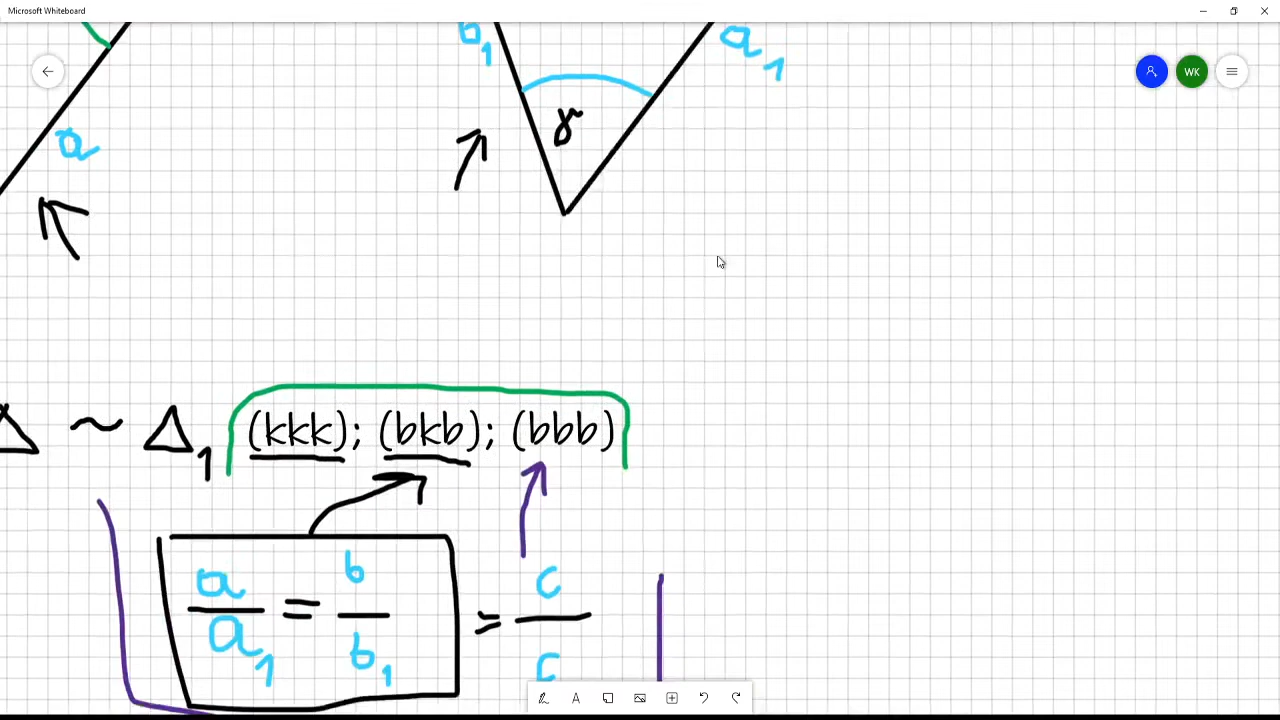 Microsoft Whiteboard
b₁
a₁
WK
γ
a
Δ ~ Δ₁ (kkk); (bkb); (bbb)
a/a₁ = b/b₁ = c/c
A